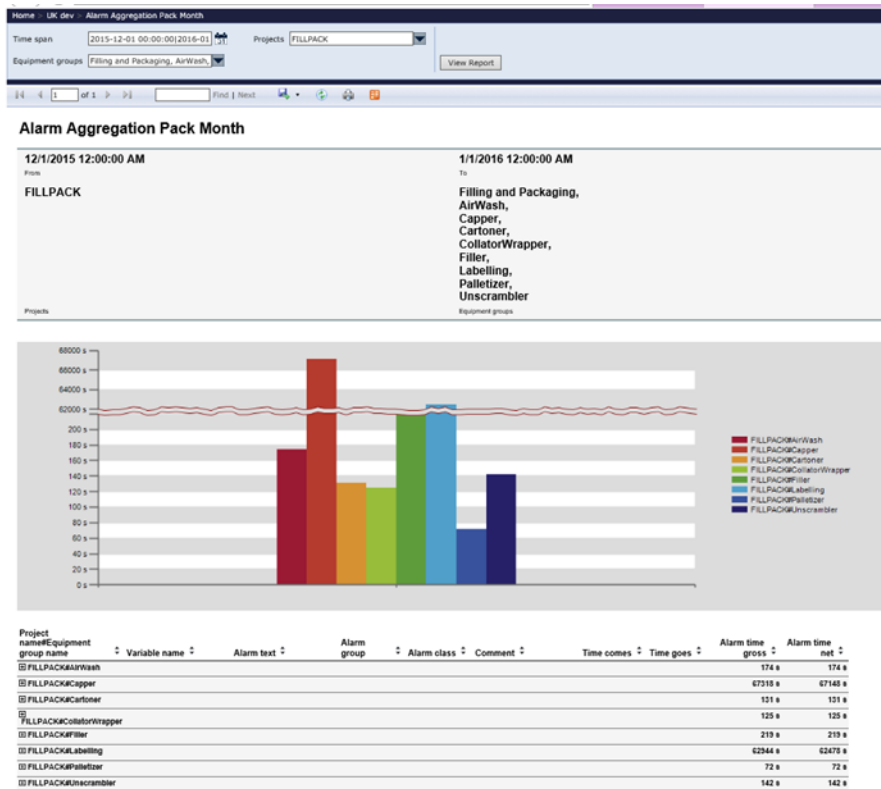 Home > UK dev > Alarm Aggregation Pack Month
Time span 2015-12-01 00:00:00|2016-01 Projects FILLPACK
Equipment groups Filling and Packaging, AirWash,
View Report
1 of 1 Find | Next
Alarm Aggregation Pack Month
12/1/2015 12:00:00 AM 1/1/2016 12:00:00 AM
From To
FILLPACK Filling and Packaging,
AirWash,
Capper,
Cartoner,
CollatorWrapper,
Filler,
Labelling,
Palletizer,
Unscrambler
Projects Equipment groups
68000 s
66000 s
64000 s
62000 s
200 s
180 s
160 s
140 s
120 s
100 s
80 s
60 s
40 s
20 s
0 s
FILLPACK#AirWash
FILLPACK#Capper
FILLPACK#Cartoner
FILLPACK#CollatorWrapper
FILLPACK#Filler
FILLPACK#Labelling
FILLPACK#Palletizer
FILLPACK#Unscrambler
Project
name#Equipment
group name Variable name Alarm text Alarm group Alarm class Comment Time comes Time goes Alarm time gross Alarm time net
FILLPACK#AirWash 174 s 174 s
FILLPACK#Capper 67318 s 67148 s
FILLPACK#Cartoner 131 s 131 s
FILLPACK#CollatorWrapper 125 s 125 s
FILLPACK#Filler 219 s 219 s
FILLPACK#Labelling 62944 s 62478 s
FILLPACK#Palletizer 72 s 72 s
FILLPACK#Unscrambler 142 s 142 s